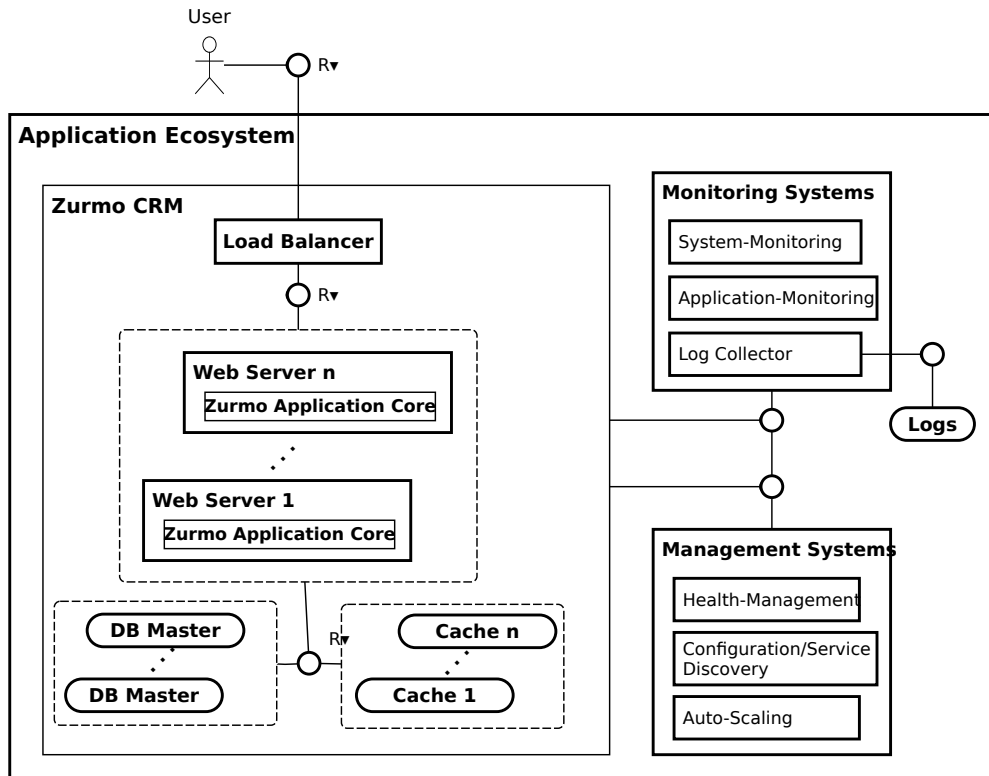 User
R▾
Application Ecosystem
Zurmo CRM
Load Balancer
R▾
Web Server n
Zurmo Application Core
Web Server 1
Zurmo Application Core
R▾
DB Master
DB Master
Cache n
Cache 1
Monitoring Systems
System-Monitoring
Application-Monitoring
Log Collector
Logs
Management Systems
Health-Management
Configuration/Service
Discovery
Auto-Scaling